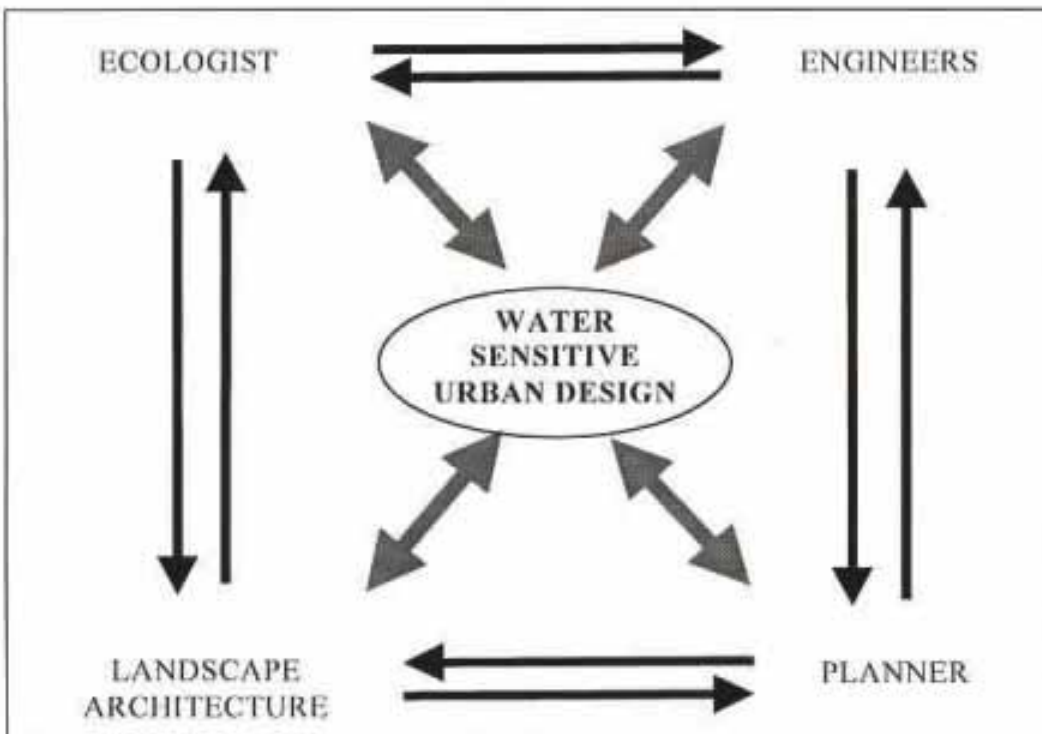 ECOLOGIST
ENGINEERS
WATER
SENSITIVE
URBAN DESIGN
LANDSCAPE
ARCHITECTURE
PLANNER